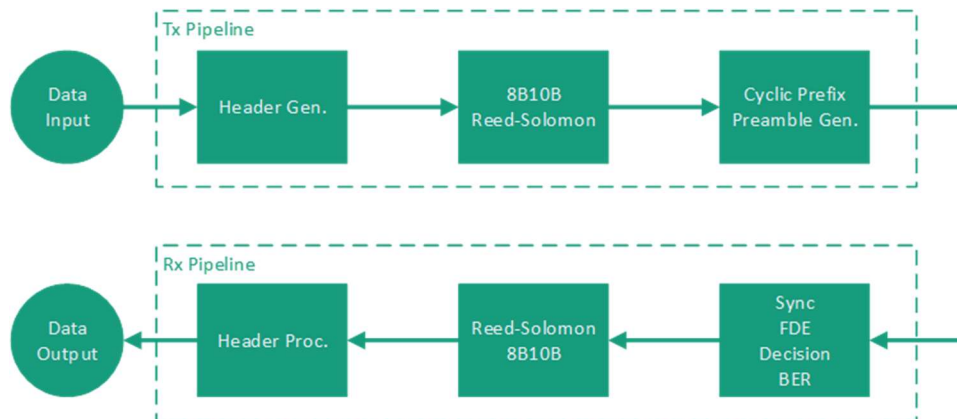 Tx Pipeline
Data
Input
Header Gen.
8B10B
Reed-Solomon
Cyclic Prefix
Preamble Gen.
Rx Pipeline
Data
Output
Header Proc.
Reed-Solomon
8B10B
Sync
FDE
Decision
BER